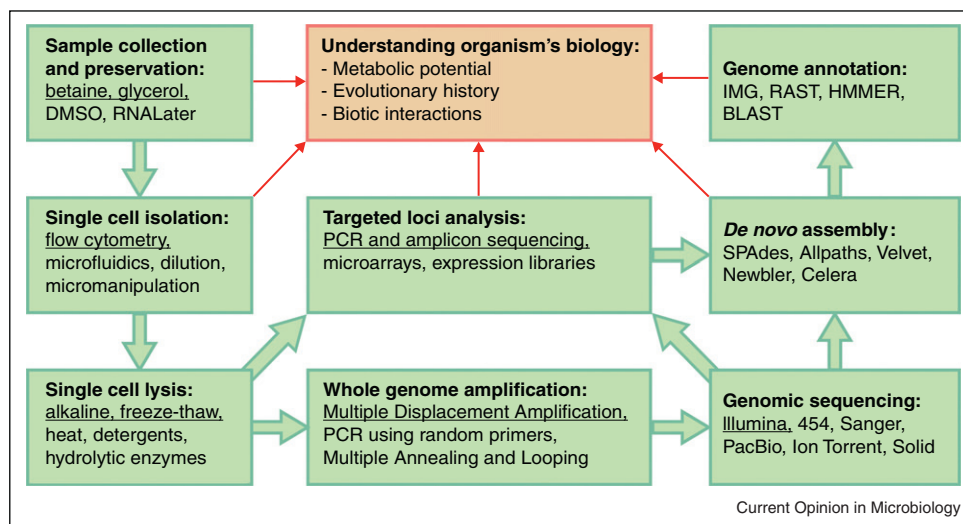 Sample collection
and preservation:
betaine, glycerol,
DMSO, RNALater
Understanding organism's biology:
- Metabolic potential
- Evolutionary history
- Biotic interactions
Genome annotation:
IMG, RAST, HMMER,
BLAST
Single cell isolation:
flow cytometry,
microfluidics, dilution,
micromanipulation
Targeted loci analysis:
PCR and amplicon sequencing,
microarrays, expression libraries
De novo assembly:
SPAdes, Allpaths, Velvet,
Newbler, Celera
Single cell lysis:
alkaline, freeze-thaw,
heat, detergents,
hydrolytic enzymes
Whole genome amplification:
Multiple Displacement Amplification,
PCR using random primers,
Multiple Annealing and Looping
Genomic sequencing:
Illumina, 454, Sanger,
PacBio, Ion Torrent, Solid
Current Opinion in Microbiology